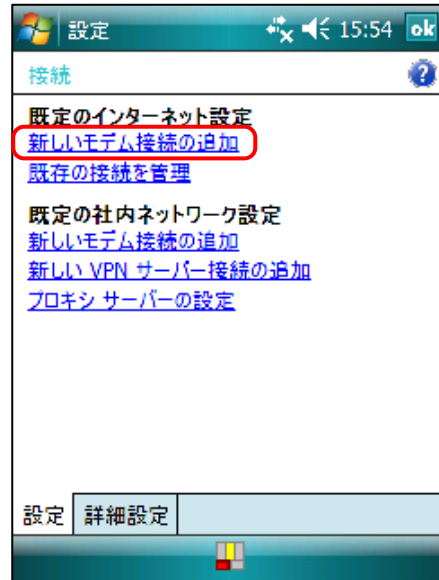 設定 15:54 ok
接続
既定のインターネット設定
新しいモデム接続の追加
既存の接続を管理
既定の社内ネットワーク設定
新しいモデム接続の追加
新しい VPN サーバー接続の追加
プロキシ サーバーの設定
設定 詳細設定